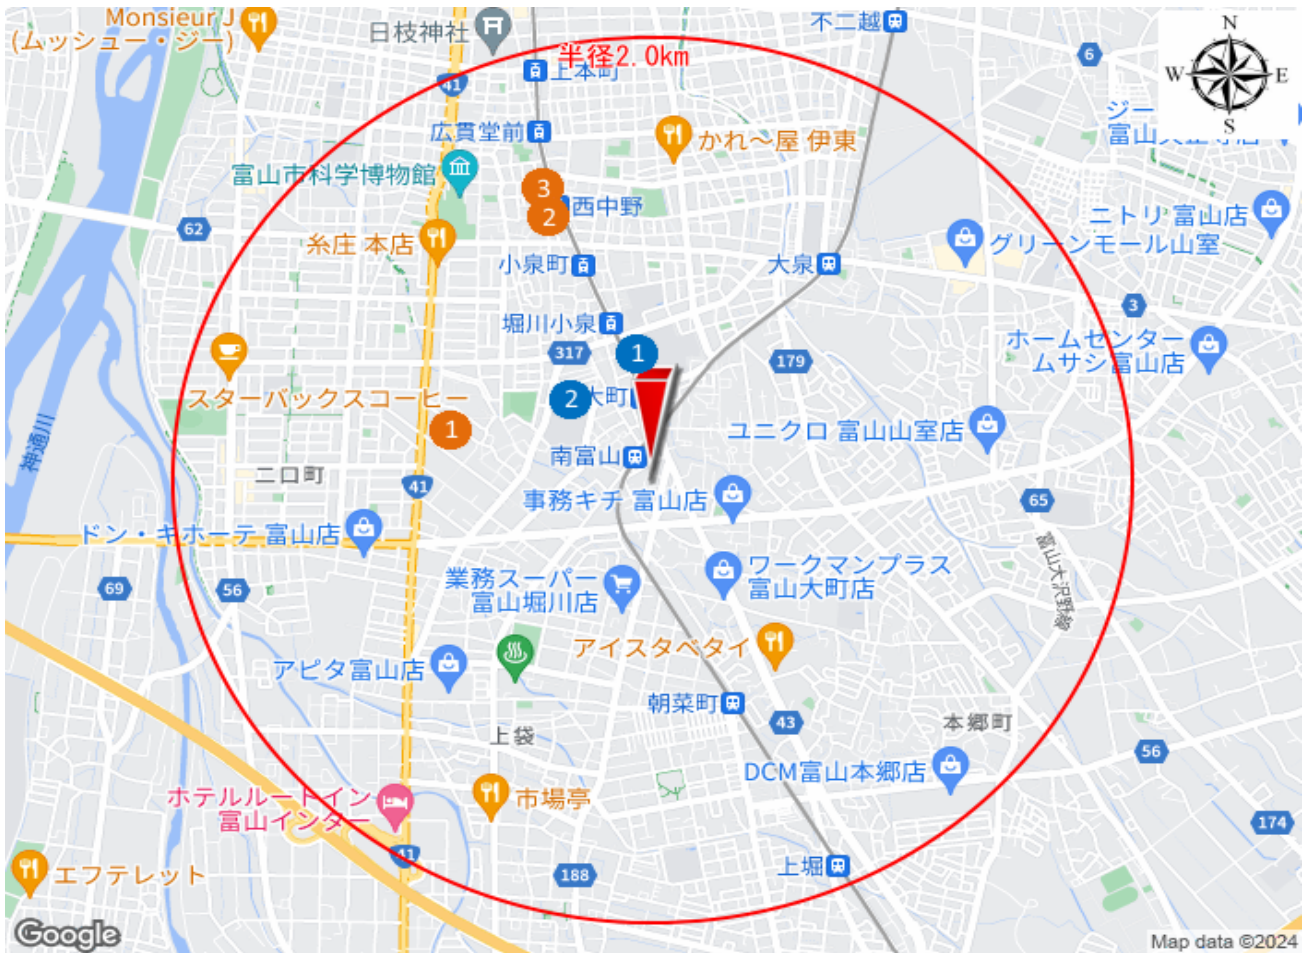 Monsieur J
(ムッシュー・ジー)
日枝神社
不二越
N
W
E
S
半径2.0km
上本町
41
6
広貫堂前
かれ〜屋 伊東
富山市科学博物館
3
西中野
2
62
糸庄 本店
小泉町
大泉
グリーンモール山室
ニトリ 富山店
3
堀川小泉
1
317
179
ホームセンター
ムサシ富山店
スターバックスコーヒー
2
大町
1
ユニクロ 富山山室店
神通川
二口町
南富山
41
事務キチ 富山店
65
ドン・キホーテ 富山店
富山大沢野線
69
56
業務スーパー
富山堀川店
ワークマンプラス
富山大町店
アイスタベタイ
アピタ富山店
朝菜町
43
本郷町
上袋
56
DCM富山本郷店
ホテルルートイン
富山インター
市場亭
174
41
エフテレット
188
上堀
Google
Map data ©2024